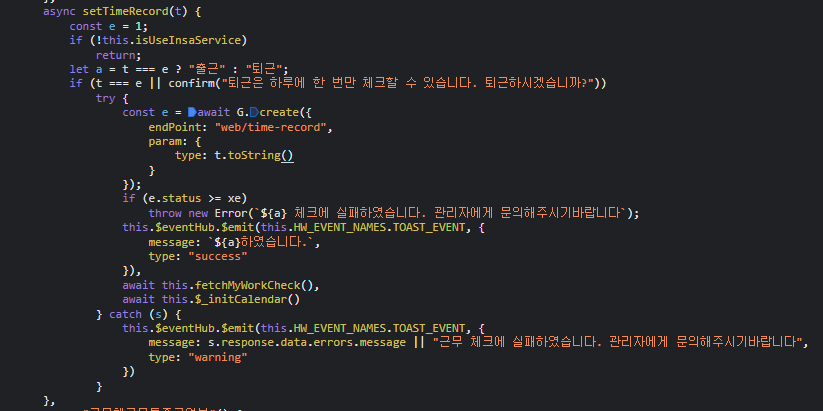 async setTimeRecord(t) {
const e = 1;
if (!this.isUseInsaService)
return;
let a = t === e ? "출근" : "퇴근";
if (t === e || confirm("퇴근은 하루에 한 번만 체크할 수 있습니다. 퇴근하시겠습니까?"))
try {
const e = await G.create({
endPoint: "web/time-record",
param: {
type: t.toString()
}
});
if (e.status >= xe)
throw new Error(`${a} 체크에 실패하였습니다. 관리자에게 문의해주시기바랍니다`);
this.$eventHub.$emit(this.HW_EVENT_NAMES.TOAST_EVENT, {
message: `${a}하였습니다.`,
type: "success"
}),
await this.fetchMyWorkCheck(),
await this.$_initCalendar()
} catch (s) {
this.$eventHub.$emit(this.HW_EVENT_NAMES.TOAST_EVENT, {
message: s.response.data.errors.message || "근무 체크에 실패하였습니다. 관리자에게 문의해주시기바랍니다",
type: "warning"
})
}
},